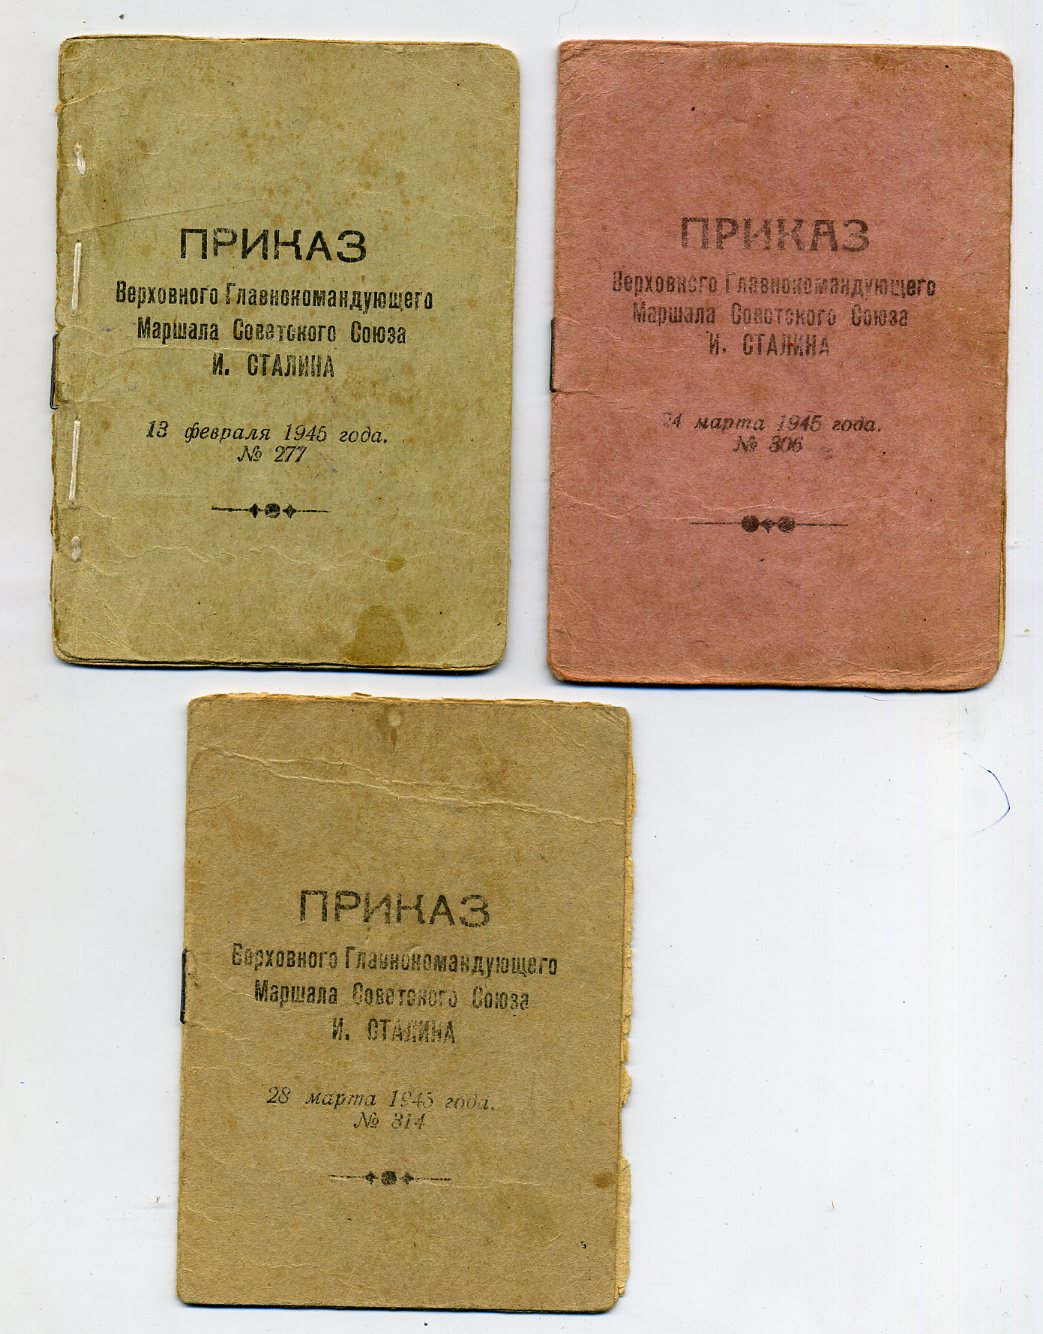 ПРИКАЗ
Верховного Главнокомандующего
Маршала Советского Союза
И. СТАЛИНА
13 февраля 1945 года.
№ 277
ПРИКАЗ
Верховного Главнокомандующего
Маршала Советского Союза
И. СТАЛИНА
24 марта 1945 года.
№ 306
ПРИКАЗ
Верховного Главнокомандующего
Маршала Советского Союза
И. СТАЛИНА
28 марта 1945 года.
№ 314